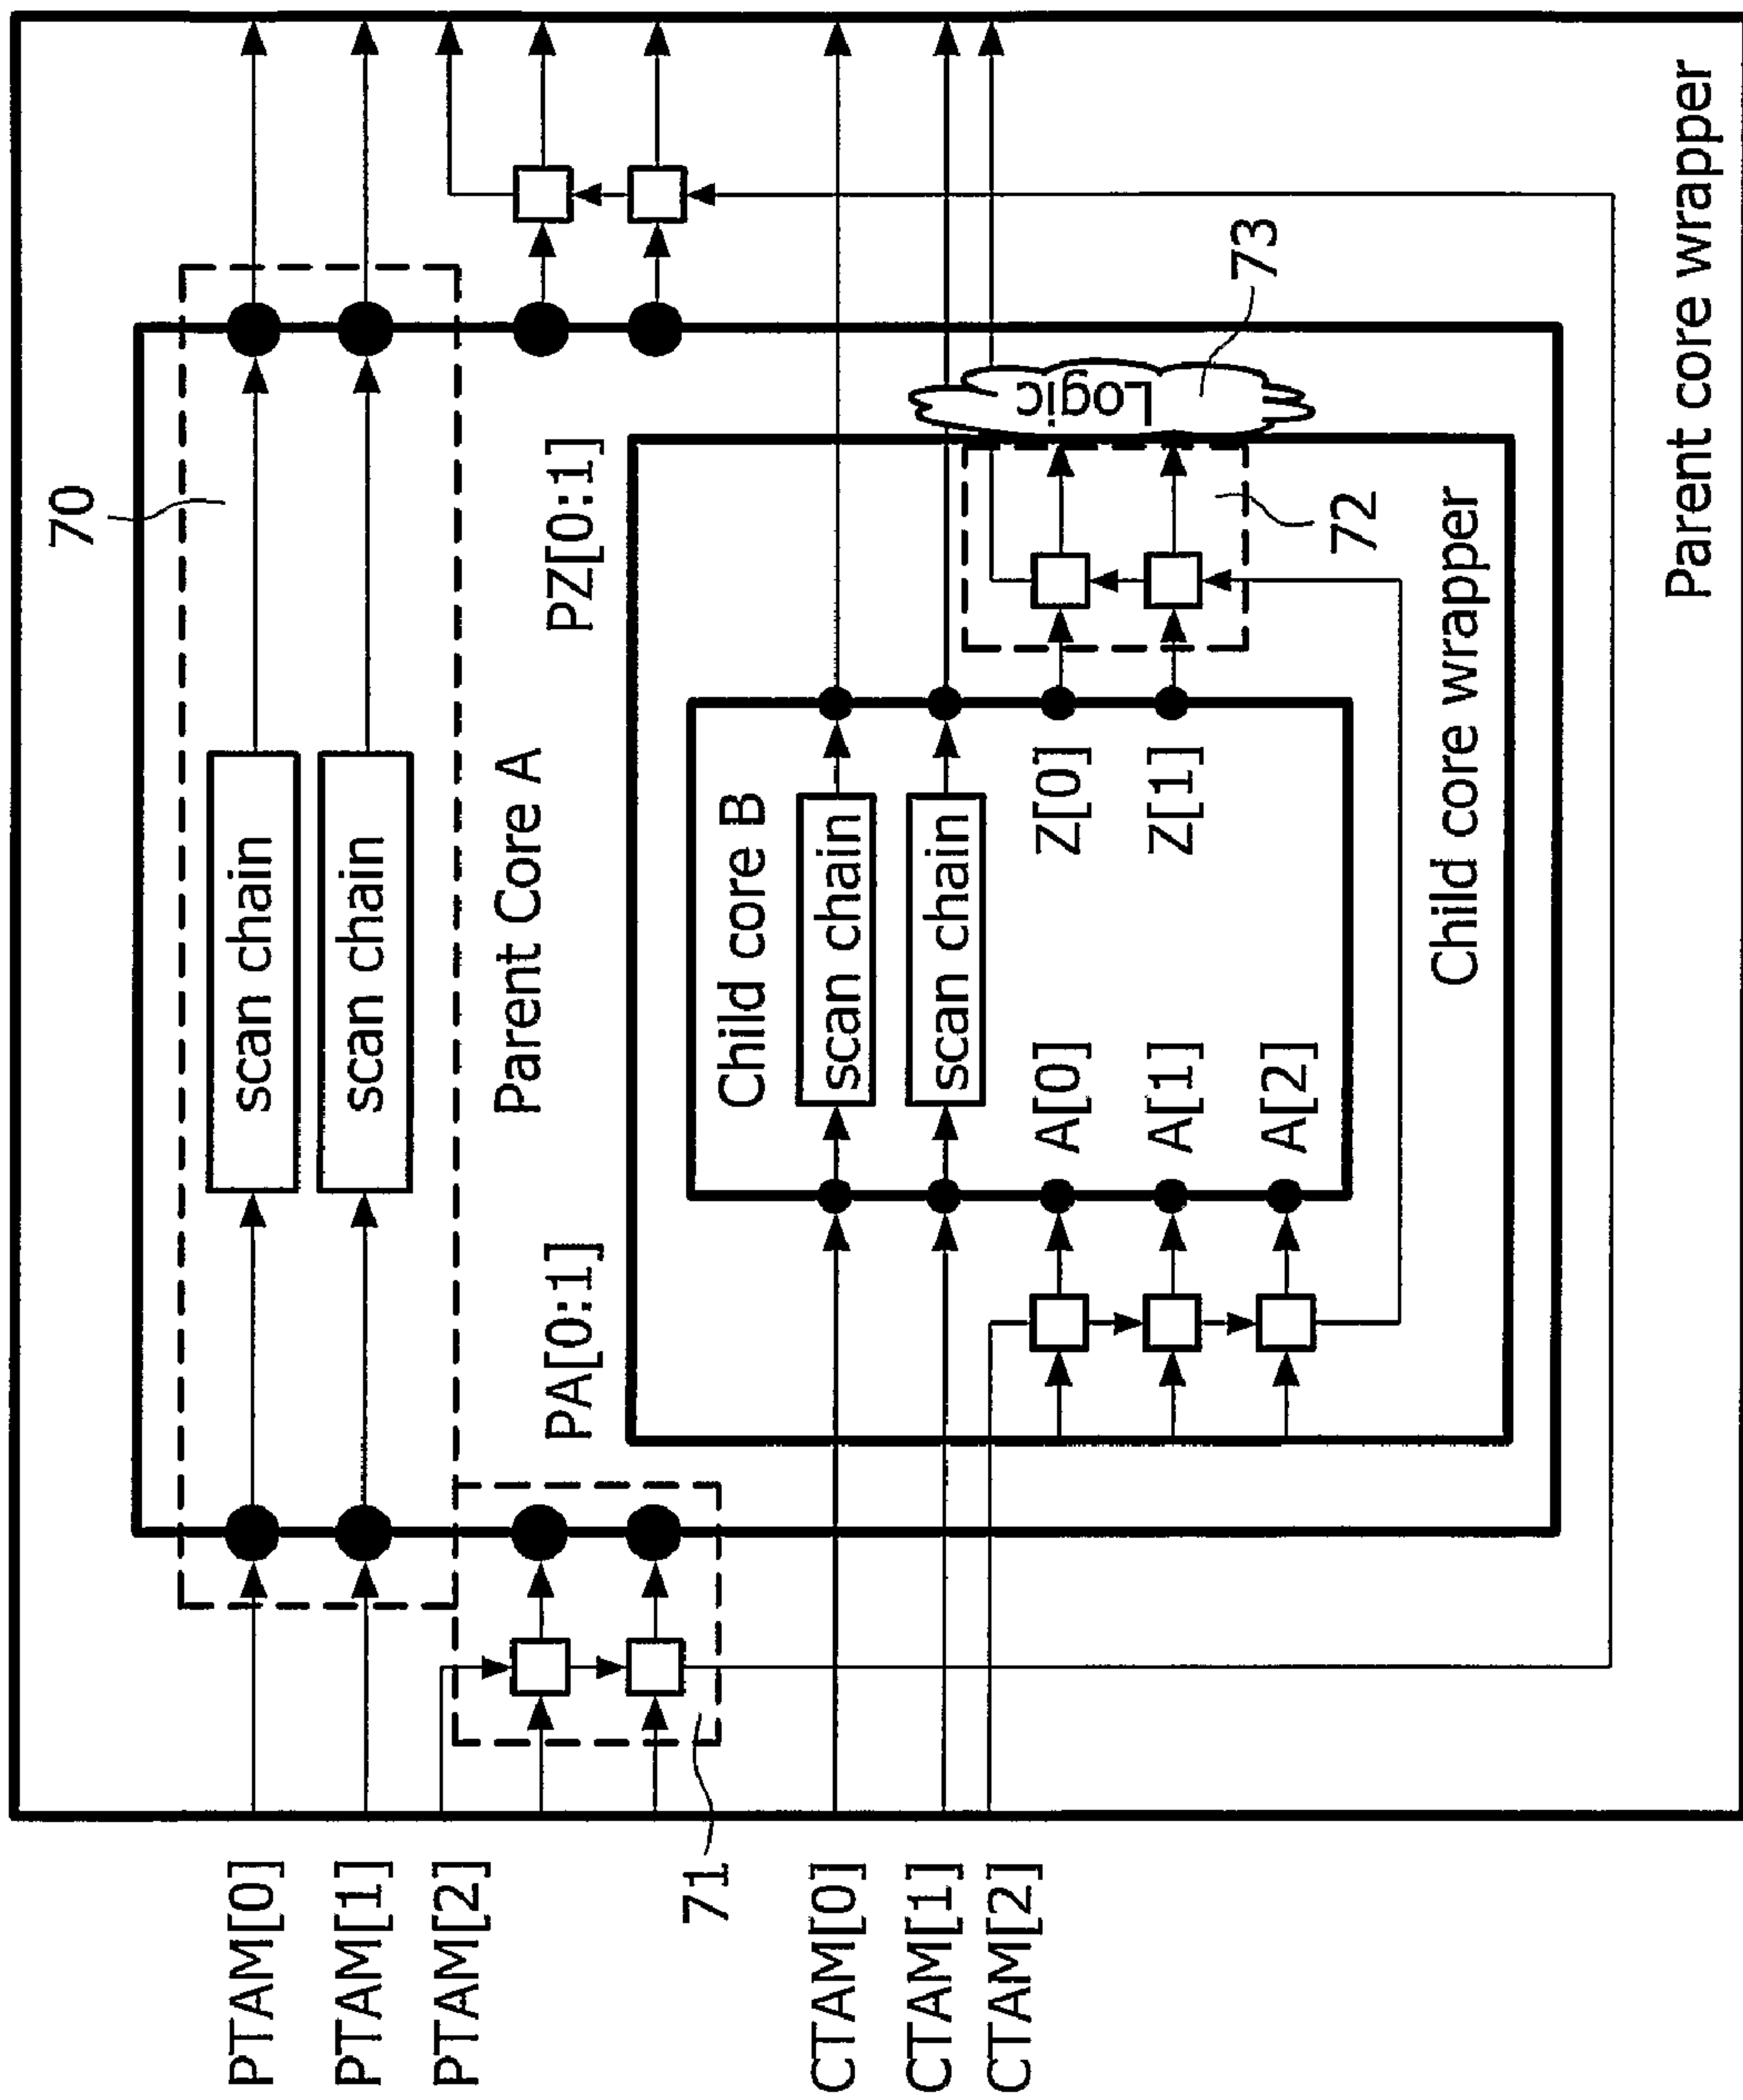 PTAM[0]
PTAM[1]
PTAM[2]
71
CTAM[0]
CTAM[1]
CTAM[2]
70
scan chain
scan chain
Parent Core A
PA[0:1]
PZ[0:1]
Child core B
scan chain
scan chain
A[0]
A[1]
A[2]
Z[0]
Z[1]
72
Logic
73
Child core wrapper
Parent core wrapper